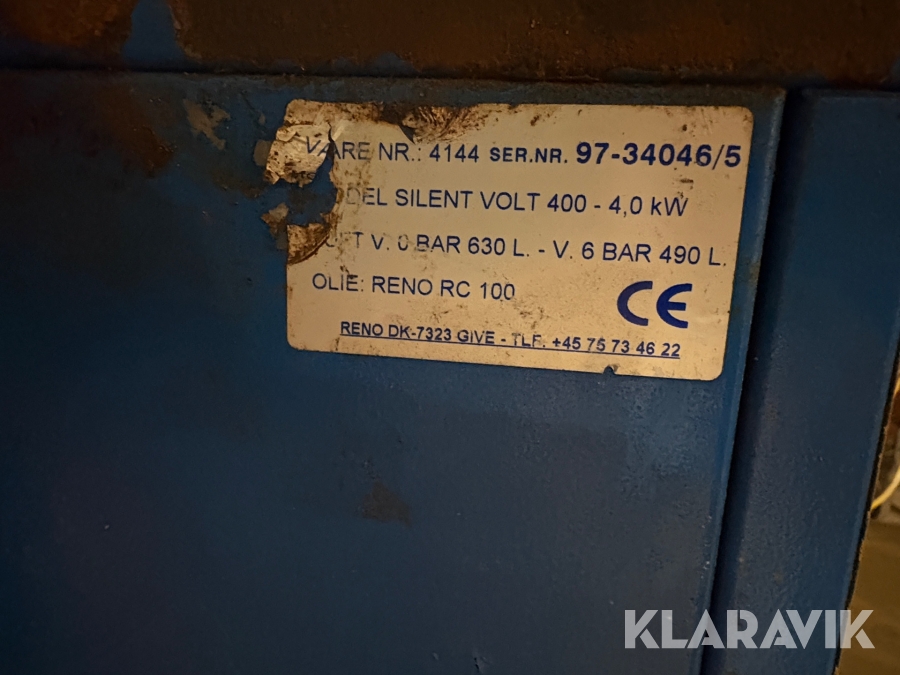 VARE NR.: 4144 SER.NR. 97-34046/5
DEL SILENT VOLT 400 - 4,0 kW
V. 0 BAR 630 L. - V. 6 BAR 490 L.
OLIE: RENO RC 100
CE
RENO DK-7323 GIVE - TLF. +45 75 73 46 22
KLARAVIK